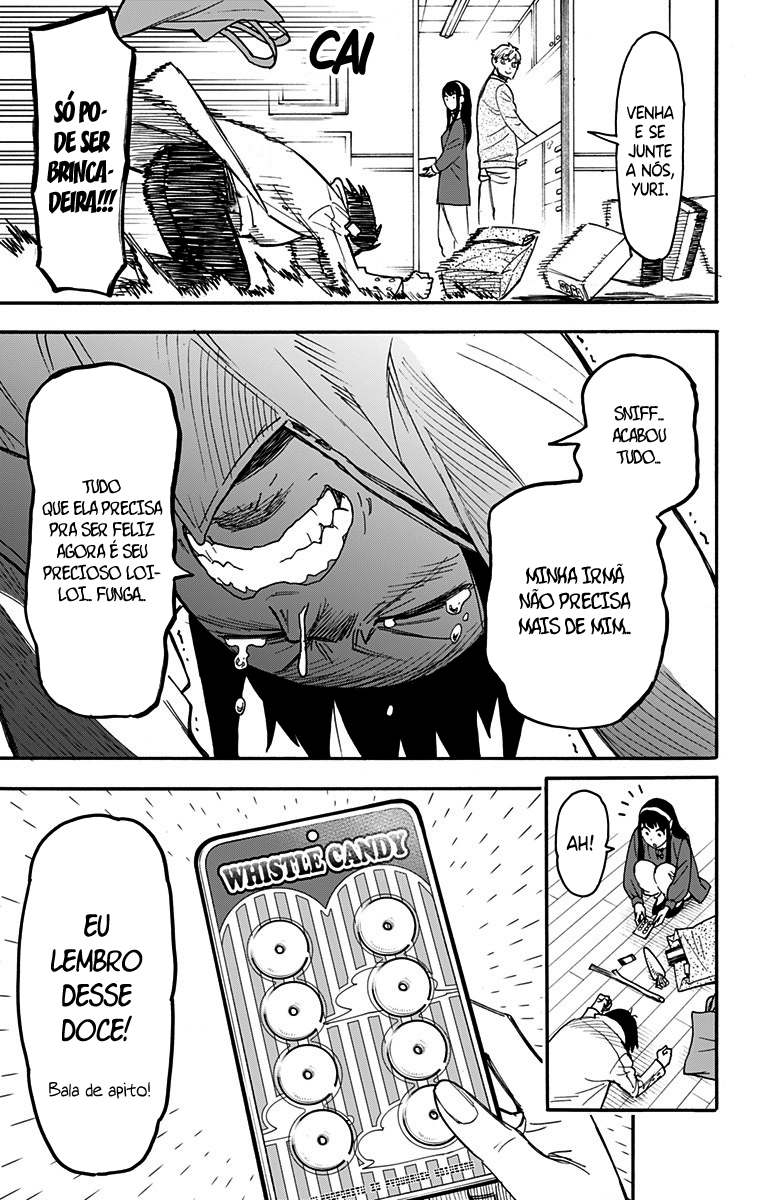 VENHA
E SE
JUNTE
A NÓS,
YURI.
CAI
SÓ PO-
DE SER
BRINCA-
DEIRA!!!
SNIFF...
ACABOU
TUDO...
MINHA IRMÃ
NÃO PRECISA
MAIS DE MIM...
TUDO
QUE ELA PRECISA
PRA SER FELIZ
AGORA É SEU
PRECIOSO LOI-
LOI... FUNGA...
AH!
WHISTLE CANDY
EU
LEMBRO
DESSE
DOCE!
Bala de apito!